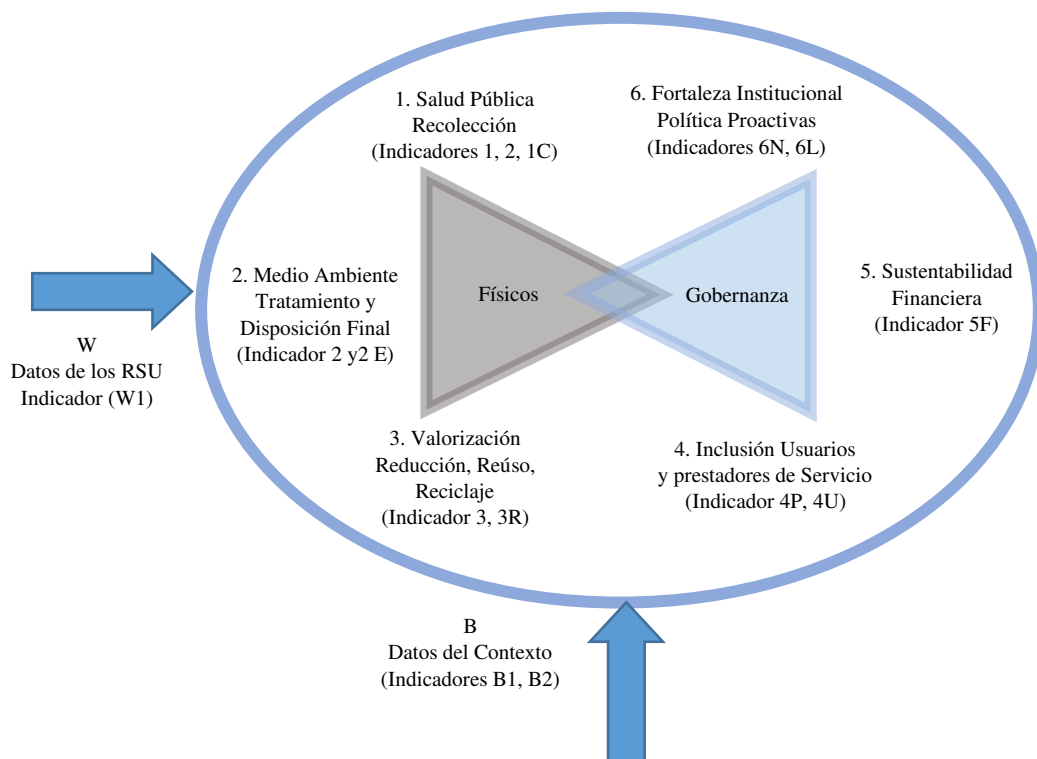 1. Salud Pública
Recolección
(Indicadores 1, 2, 1C)
6. Fortaleza Institucional
Política Proactivas
(Indicadores 6N, 6L)
2. Medio Ambiente
Tratamiento y
Disposición Final
(Indicador 2 y2 E)
Físicos
Gobernanza
5. Sustentabilidad
Financiera
(Indicador 5F)
W
Datos de los RSU
Indicador (W1)
3. Valorización
Reducción, Reúso,
Reciclaje
(Indicador 3, 3R)
4. Inclusión Usuarios
y prestadores de Servicio
(Indicador 4P, 4U)
B
Datos del Contexto
(Indicadores B1, B2)